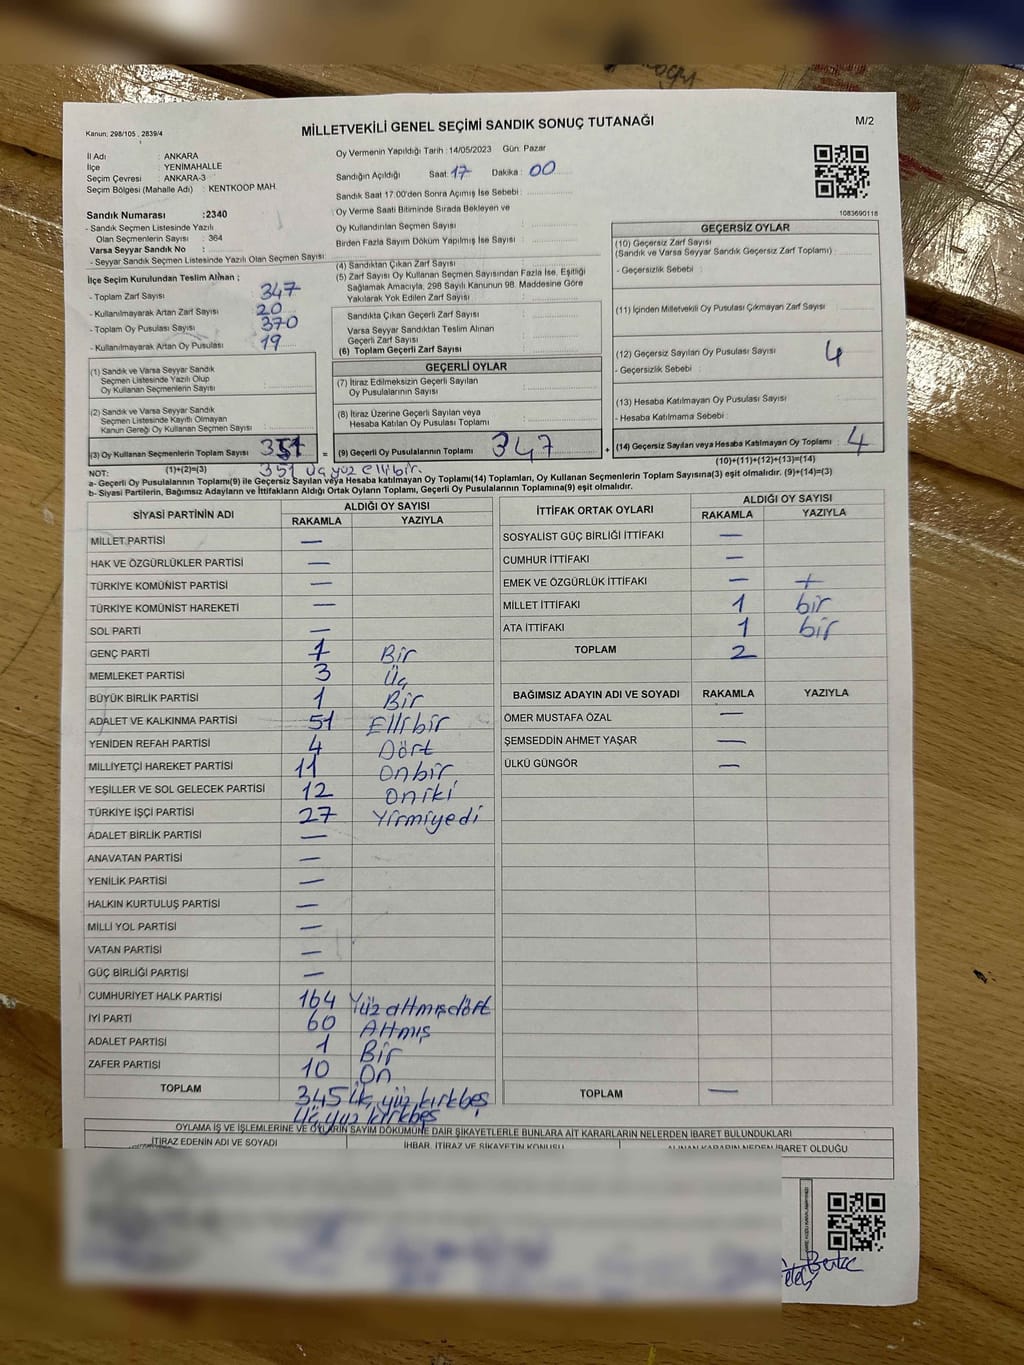 Kanun; 298/105 , 2839/4
MİLLETVEKİLİ GENEL SEÇİMİ SANDIK SONUÇ TUTANAĞI
M/2
İl Adı : ANKARA
İlçe : YENİMAHALLE
Seçim Çevresi : ANKARA-3
Seçim Bölgesi (Mahalle Adı) : KENTKOOP MAH.
Oy Vermenin Yapıldığı Tarih : 14/05/2023 Gün: Pazar
Sandığın Açıldığı Saat: 17 Dakika : 00
Sandık Saat 17:00'den Sonra Açımış İse Sebebi :
Oy Verme Saati Bitiminde Sırada Bekleyen ve
Oy Kullandırılan Seçmen Sayısı :
Birden Fazla Sayım Döküm Yapılmış İse Sayısı :
1083690118
Sandık Numarası : 2340
- Sandık Seçmen Listesinde Yazılı
Olan Seçmenlerin Sayısı : 364
Varsa Seyyar Sandık No :
- Seyyar Sandık Seçmen Listesinde Yazılı Olan Seçmen Sayısı:
İlçe Seçim Kurulundan Teslim Alınan ;
- Toplam Zarf Sayısı : 347
- Kullanılmayarak Artan Zarf Sayısı : 20
- Toplam Oy Pusulası Sayısı : 370
- Kullanılmayarak Artan Oy Pusulası : 19
(1) Sandık ve Varsa Seyyar Sandık
Seçmen Listesinde Yazılı Olup
Oy Kullanan Seçmenlerin Sayısı :
(2) Sandık ve Varsa Seyyar Sandık
Seçmen Listesinde Kayıtlı Olmayan
Kanun Gereği Oy Kullanan Seçmen Sayısı :
(3) Oy Kullanan Seçmenlerin Toplam Sayısı : 351
(1)+(2)=(3)
351 üçyüz ellibir.
(4) Sandıktan Çıkan Zarf Sayısı :
(5) Zarf Sayısı Oy Kullanan Seçmen Sayısından Fazla İse, Eşitliği
Sağlamak Amacıyla, 298 Sayılı Kanunun 98. Maddesine Göre
Yakılarak Yok Edilen Zarf Sayısı :
Sandıkta Çıkan Geçerli Zarf Sayısı :
Varsa Seyyar Sandıktan Teslim Alınan
Geçerli Zarf Sayısı :
(6) Toplam Geçerli Zarf Sayısı :
GEÇERLİ OYLAR
(7) İtiraz Edilmeksizin Geçerli Sayılan
Oy Pusulalarının Sayısı :
(8) İtiraz Üzerine Geçerli Sayılan veya
Hesaba Katılan Oy Pusulası Toplamı :
= (9) Geçerli Oy Pusulalarının Toplamı : 347
GEÇERSİZ OYLAR
(10) Geçersiz Zarf Sayısı
(Sandık ve Varsa Seyyar Sandık Geçersiz Zarf Toplamı) :
- Geçersizlik Sebebi :
(11) İçinden Milletvekili Oy Pusulası Çıkmayan Zarf Sayısı :
(12) Geçersiz Sayılan Oy Pusulası Sayısı : 4
- Geçersizlik Sebebi :
(13) Hesaba Katılmayan Oy Pusulası Sayısı :
- Hesaba Katılmama Sebebi :
+ (14) Geçersiz Sayılan veya Hesaba Katılmayan Oy Toplamı : 4
(10)+(11)+(12)+(13)=(14)
NOT:
a- Geçerli Oy Pusulalarının Toplamı(9) ile Geçersiz Sayılan veya Hesaba katılmayan Oy Toplamı(14) Toplamları, Oy Kullanan Seçmenlerin Toplam Sayısına(3) eşit olmalıdır. (9)+(14)=(3)
b- Siyasi Partilerin, Bağımsız Adayların ve İttifakların Aldığı Ortak Oyların Toplamı, Geçerli Oy Pusulalarının Toplamına(9) eşit olmalıdır.
SİYASİ PARTİNİN ADI ALDIĞI OY SAYISI
RAKAMLA YAZIYLA
MİLLET PARTİSİ —
HAK VE ÖZGÜRLÜKLER PARTİSİ —
TÜRKİYE KOMÜNİST PARTİSİ —
TÜRKİYE KOMÜNİST HAREKETİ —
SOL PARTİ —
GENÇ PARTİ 1 Bir
MEMLEKET PARTİSİ 3 Üç
BÜYÜK BİRLİK PARTİSİ 1 Bir
ADALET VE KALKINMA PARTİSİ 51 Ellibir
YENİDEN REFAH PARTİSİ 4 Dört
MİLLİYETÇİ HAREKET PARTİSİ 11 Onbir
YEŞİLLER VE SOL GELECEK PARTİSİ 12 Oniki
TÜRKİYE İŞÇİ PARTİSİ 27 Yirmiyedi
ADALET BİRLİK PARTİSİ —
ANAVATAN PARTİSİ —
YENİLİK PARTİSİ —
HALKIN KURTULUŞ PARTİSİ —
MİLLİ YOL PARTİSİ —
VATAN PARTİSİ —
GÜÇ BİRLİĞİ PARTİSİ —
CUMHURİYET HALK PARTİSİ 164 Yüz altmışdört
İYİ PARTİ 60 Altmış
ADALET PARTİSİ 1 Bir
ZAFER PARTİSİ 10 On
TOPLAM 345 Üç yüz kırkbeş
Üç yüz kırkbeş
İTTİFAK ORTAK OYLARI ALDIĞI OY SAYISI
RAKAMLA YAZIYLA
SOSYALİST GÜÇ BİRLİĞİ İTTİFAKI —
CUMHUR İTTİFAKI —
EMEK VE ÖZGÜRLÜK İTTİFAKI —
MİLLET İTTİFAKI 1 bir
ATA İTTİFAKI 1 bir
TOPLAM 2
BAĞIMSIZ ADAYIN ADI VE SOYADI RAKAMLA YAZIYLA
ÖMER MUSTAFA ÖZAL —
ŞEMSEDDİN AHMET YAŞAR —
ÜLKÜ GÜNGÖR —
TOPLAM —
OYLAMA İŞ VE İŞLEMLERİNE VE OYLARIN SAYIM DÖKÜMÜNE DAİR ŞİKAYETLERLE BUNLARA AİT KARARLARIN NELERDEN İBARET BULUNDUKLARI
İTİRAZ EDENİN ADI VE SOYADI İHBAR, İTİRAZ VE ŞİKAYETİN KONUSU ALINAN KARARIN NEDEN İBARET OLDUĞU